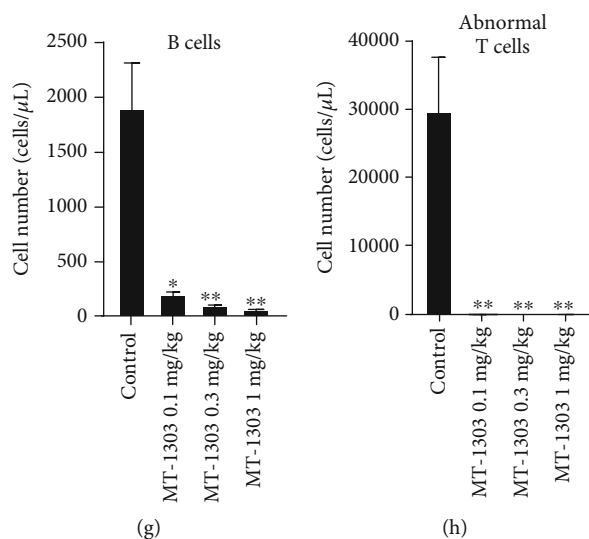 B cells
Cell number (cells/µL)
2500
2000
1500
1000
500
0
*
**
**
Control
MT-1303 0.1 mg/kg
MT-1303 0.3 mg/kg
MT-1303 1 mg/kg
(g)
Abnormal
T cells
Cell number (cells/µL)
40000
30000
20000
10000
0
**
**
**
Control
MT-1303 0.1 mg/kg
MT-1303 0.3 mg/kg
MT-1303 1 mg/kg
(h)